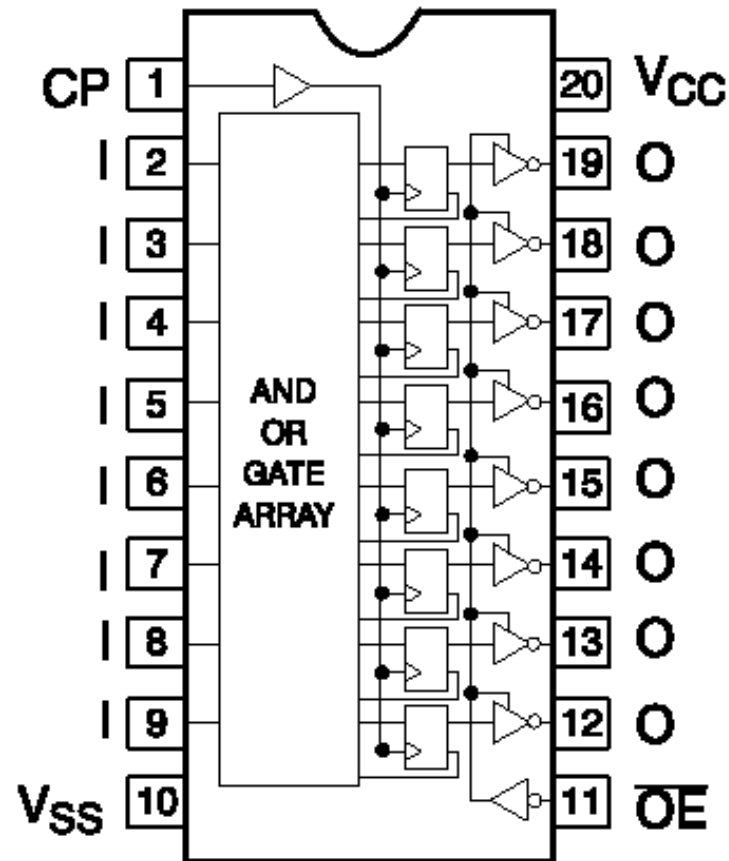 CP 1 20 VCC
I 2 19 O
I 3 18 O
I 4 17 O
I 5 16 O
I 6 15 O
I 7 14 O
I 8 13 O
I 9 12 O
VSS 10 11 OE
AND
OR
GATE
ARRAY